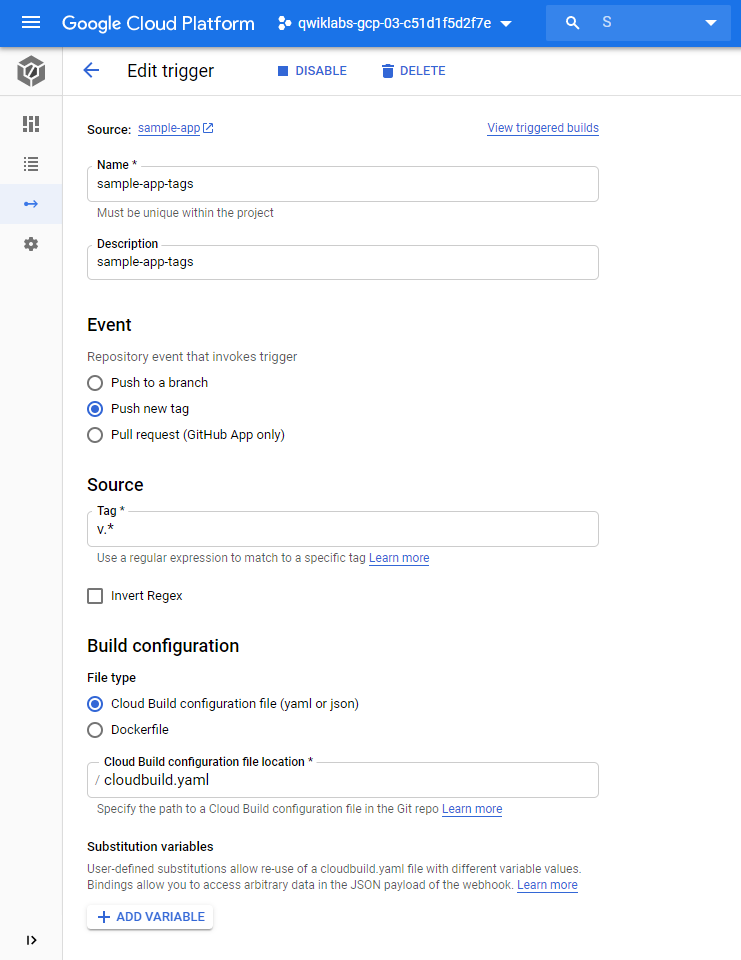 Google Cloud Platform qwiklabs-gcp-03-c51d1f5d2f7e S
Edit trigger DISABLE DELETE
Source: sample-app View triggered builds
Name *
sample-app-tags
Must be unique within the project
Description
sample-app-tags
Event
Repository event that invokes trigger
Push to a branch
Push new tag
Pull request (GitHub App only)
Source
Tag *
v.*
Use a regular expression to match to a specific tag Learn more
Invert Regex
Build configuration
File type
Cloud Build configuration file (yaml or json)
Dockerfile
Cloud Build configuration file location *
/ cloudbuild.yaml
Specify the path to a Cloud Build configuration file in the Git repo Learn more
Substitution variables
User-defined substitutions allow re-use of a cloudbuild.yaml file with different variable values.
Bindings allow you to access arbitrary data in the JSON payload of the webhook. Learn more
ADD VARIABLE